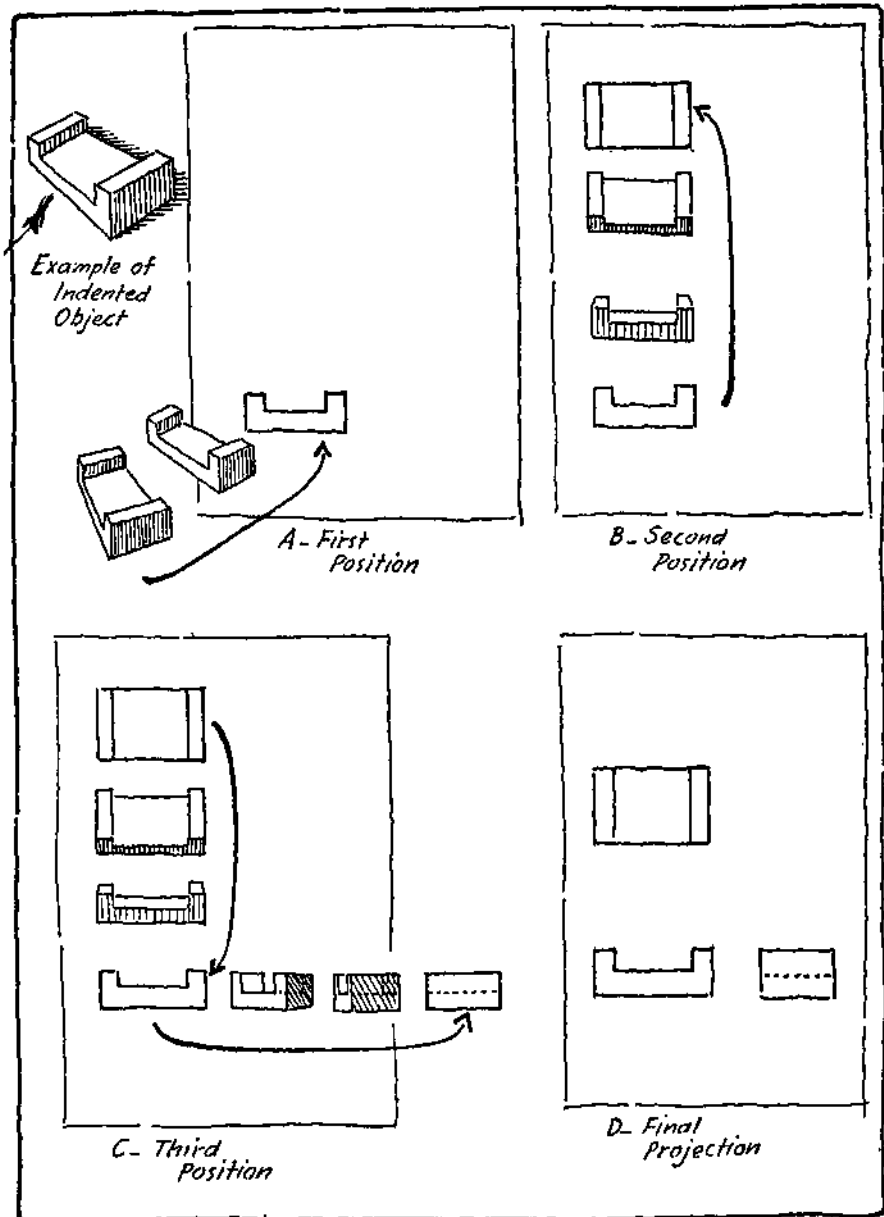 Example of
Indented
Object
A- First
Position
B- Second
Position
C- Third
Position
D- Final
Projection